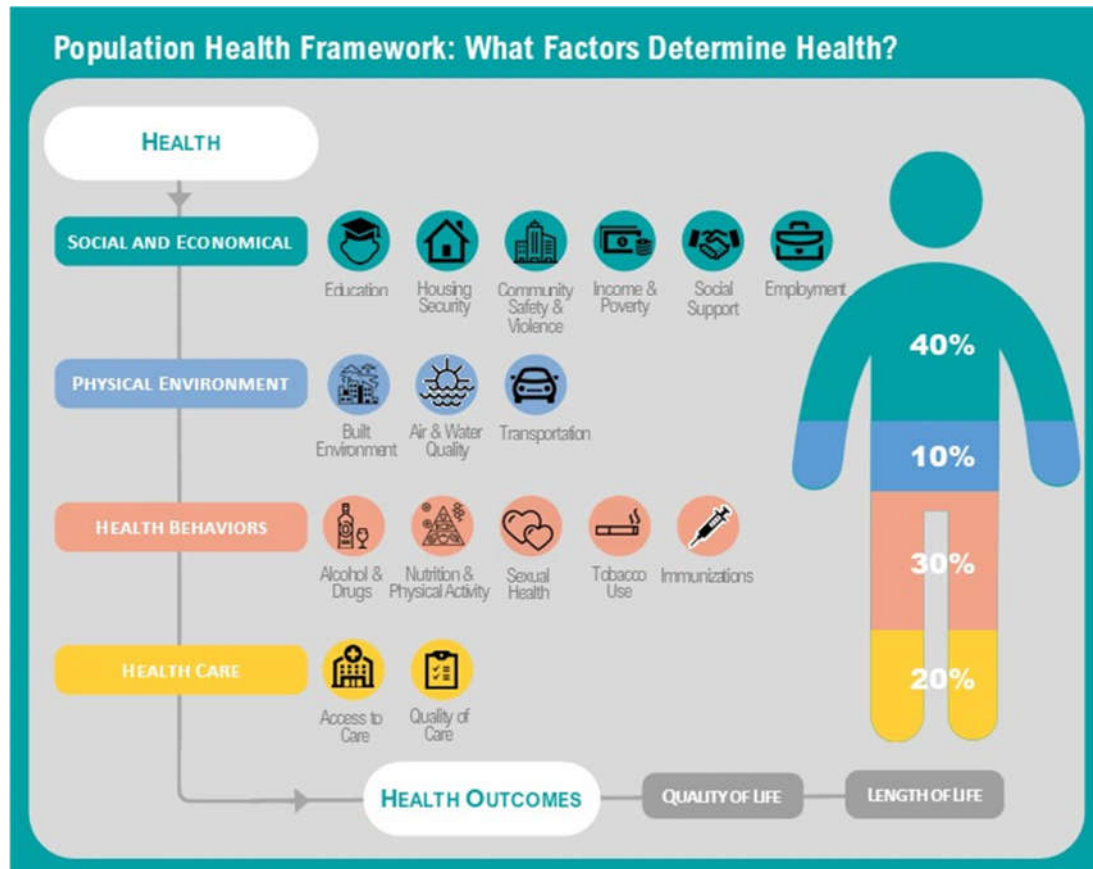 Population Health Framework: What Factors Determine Health?
HEALTH
SOCIAL AND ECONOMICAL
Education
Housing
Security
Community
Safety &
Violence
Income &
Poverty
Social
Support
Employment
40%
PHYSICAL ENVIRONMENT
Built
Environment
Air & Water
Quality
Transportation
10%
HEALTH BEHAVIORS
Alcohol &
Drugs
Nutrition &
Physical Activity
Sexual
Health
Tobacco
Use
Immunizations
30%
HEALTH CARE
Access to
Care
Quality of
Care
20%
HEALTH OUTCOMES
QUALITY OF LIFE
LENGTH OF LIFE